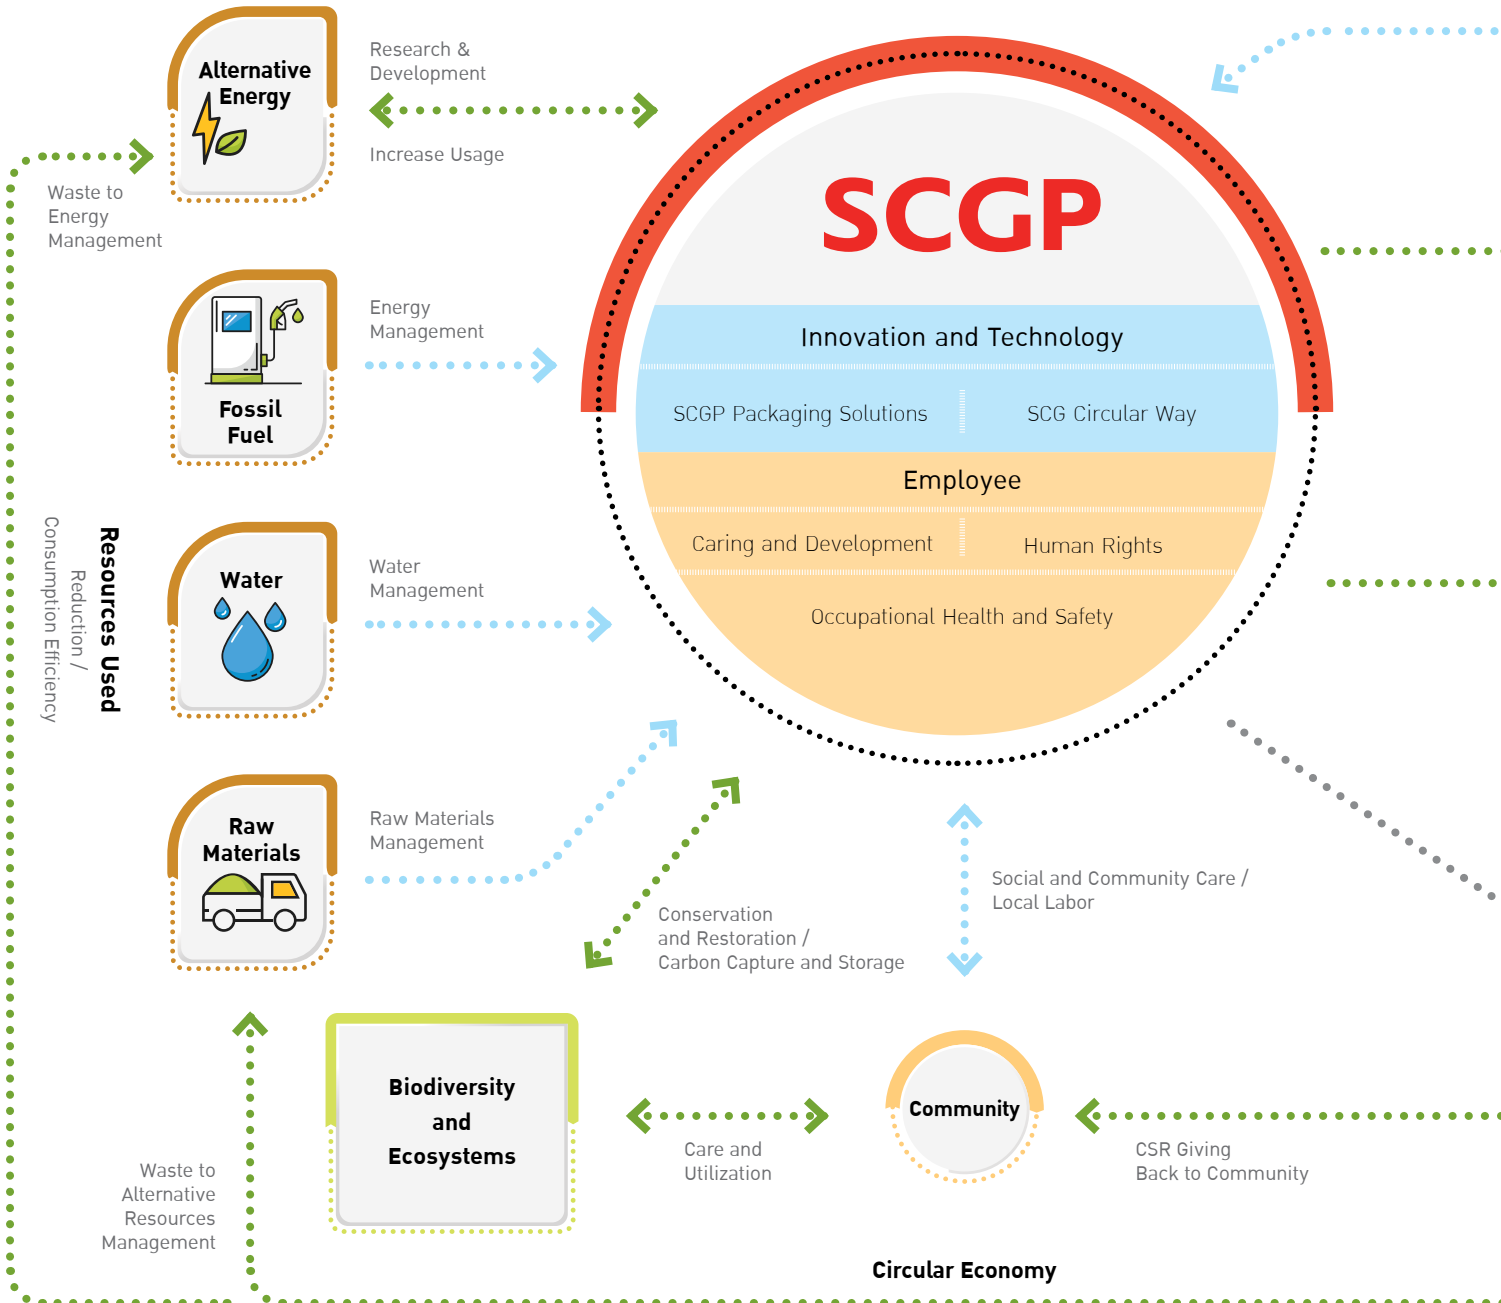 Alternative
Energy
Research &
Development
Increase Usage
Waste to
Energy
Management
Fossil
Fuel
Energy
Management
Resources Used
Reduction /
Consumption Efficiency
Water
Water
Management
Raw
Materials
Raw Materials
Management
SCGP
Innovation and Technology
SCGP Packaging Solutions
SCG Circular Way
Employee
Caring and Development
Human Rights
Occupational Health and Safety
Conservation
and Restoration /
Carbon Capture and Storage
Social and Community Care /
Local Labor
Biodiversity
and
Ecosystems
Care and
Utilization
Community
CSR Giving
Back to Community
Waste to
Alternative
Resources
Management
Circular Economy